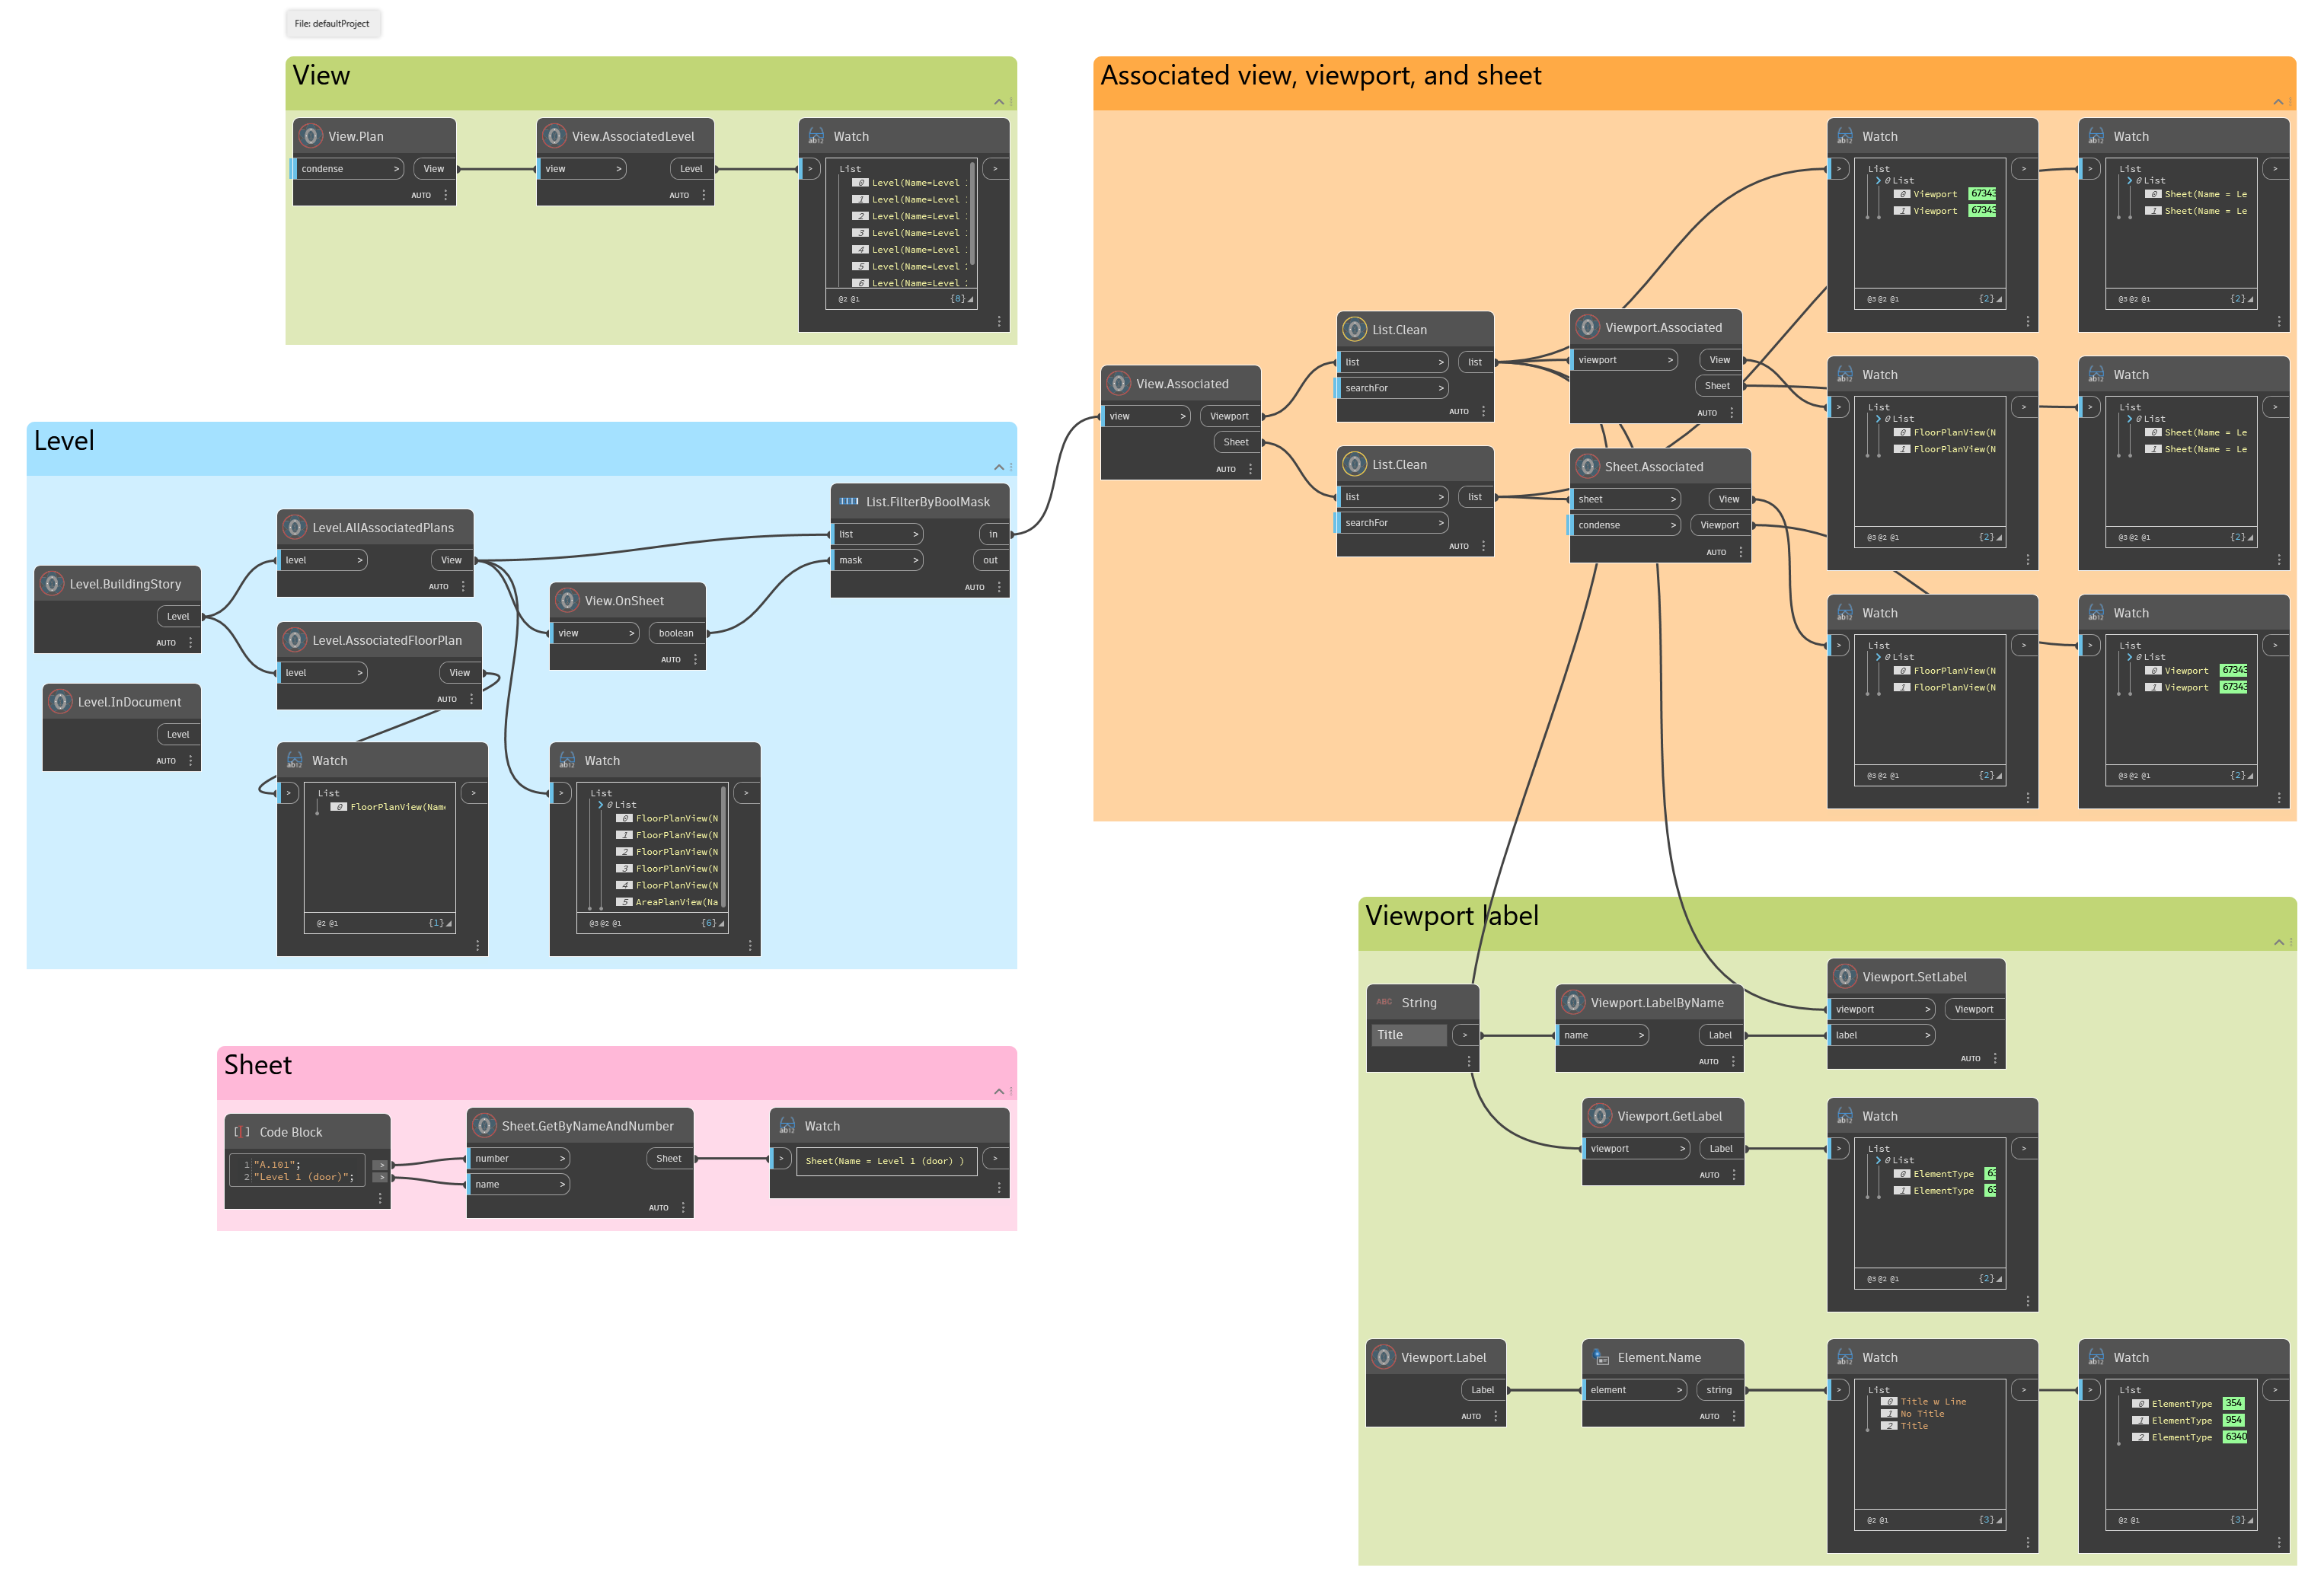 File: defaultProject
View
View.Plan
condense >
View
AUTO
View.AssociatedLevel
view >
Level
AUTO
Watch
>
List
0 Level(Name=Level
1 Level(Name=Level
2 Level(Name=Level
3 Level(Name=Level
4 Level(Name=Level
5 Level(Name=Level
6 Level(Name=Level
@2 @1 {8}
>
Level
Level.BuildingStory
Level
AUTO
Level.InDocument
Level
AUTO
Level.AllAssociatedPlans
level >
View
AUTO
Level.AssociatedFloorPlan
level >
View
AUTO
View.OnSheet
view >
boolean
AUTO
List.FilterByBoolMask
list > in
mask > out
AUTO
Watch
>
List
0 FloorPlanView(Name
@2 @1 {1}
>
Watch
>
List
0 List
0 FloorPlanView(N
1 FloorPlanView(N
2 FloorPlanView(N
3 FloorPlanView(N
4 FloorPlanView(N
5 AreaPlanView(Na
@3 @2 @1 {6}
>
Sheet
Code Block
1 "A.101"; >
2 "Level 1 (door)"; >
Sheet.GetByNameAndNumber
number > Sheet
name >
AUTO
Watch
> Sheet(Name = Level 1 (door) ) >
Associated view, viewport, and sheet
View.Associated
view > Viewport
Sheet
AUTO
List.Clean
list > list
searchFor >
AUTO
List.Clean
list > list
searchFor >
AUTO
Viewport.Associated
viewport > View
Sheet
AUTO
Sheet.Associated
sheet > View
condense > Viewport
AUTO
Watch
>
List
0 List
0 Viewport 67343
1 Viewport 67343
@3 @2 @1 {2}
>
Watch
>
List
0 List
0 Sheet(Name = Le
1 Sheet(Name = Le
@3 @2 @1 {2}
>
Watch
>
List
0 List
0 FloorPlanView(N
1 FloorPlanView(N
@3 @2 @1 {2}
>
Watch
>
List
0 List
0 Sheet(Name = Le
1 Sheet(Name = Le
@3 @2 @1 {2}
>
Watch
>
List
0 List
0 FloorPlanView(N
1 FloorPlanView(N
@3 @2 @1 {2}
>
Watch
>
List
0 List
0 Viewport 67343
1 Viewport 67343
@3 @2 @1 {2}
>
Viewport label
ABC String
Title >
Viewport.LabelByName
name > Label
AUTO
Viewport.SetLabel
viewport > Viewport
label >
AUTO
Viewport.GetLabel
viewport > Label
AUTO
Watch
>
List
0 List
0 ElementType 63
1 ElementType 63
@3 @2 @1 {2}
>
Viewport.Label
Label
AUTO
Element.Name
element > string
AUTO
Watch
>
List
0 Title w Line
1 No Title
2 Title
@2 @1 {3}
>
Watch
>
List
0 ElementType 354
1 ElementType 954
2 ElementType 6340
@2 @1 {3}
>